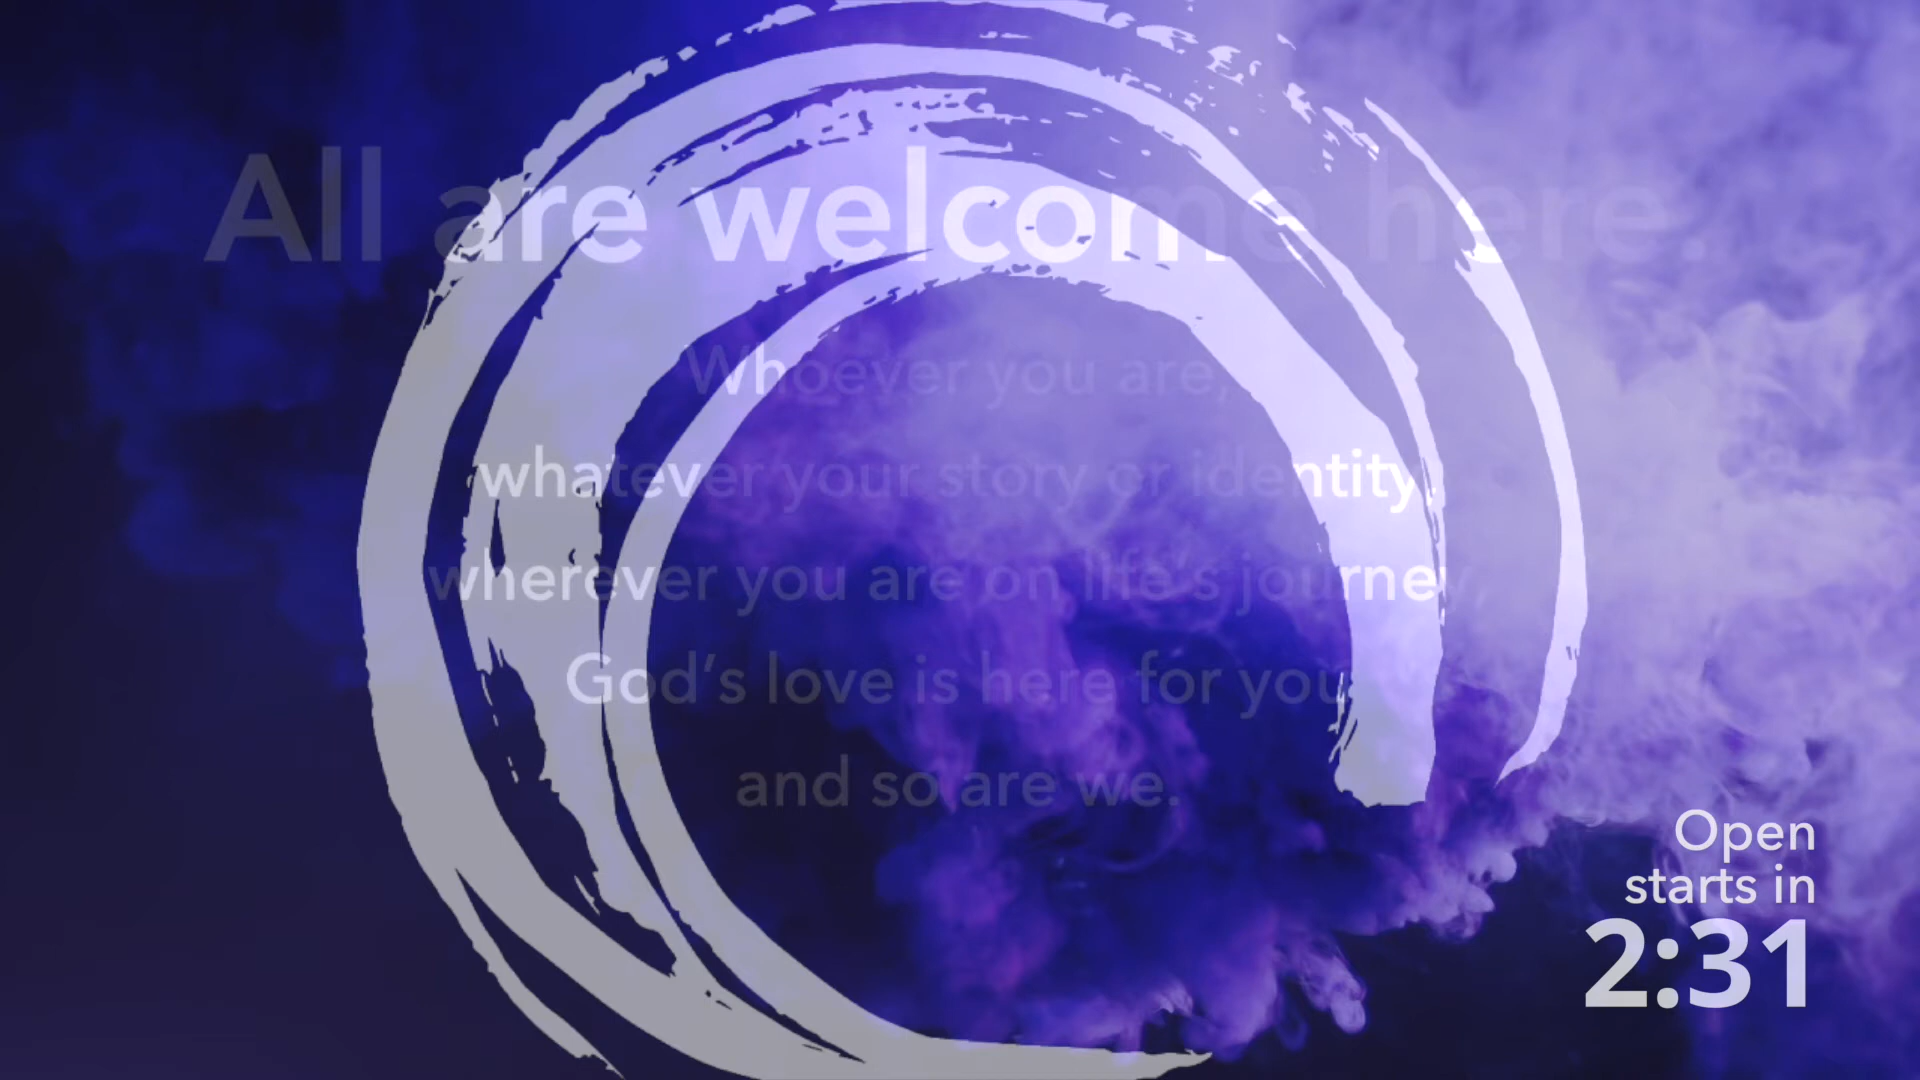 All are welcome here.
Whoever you are,
whatever your story or identity,
wherever you are on life's journey
God's love is here for you
and so are we.
Open
starts in
2:31